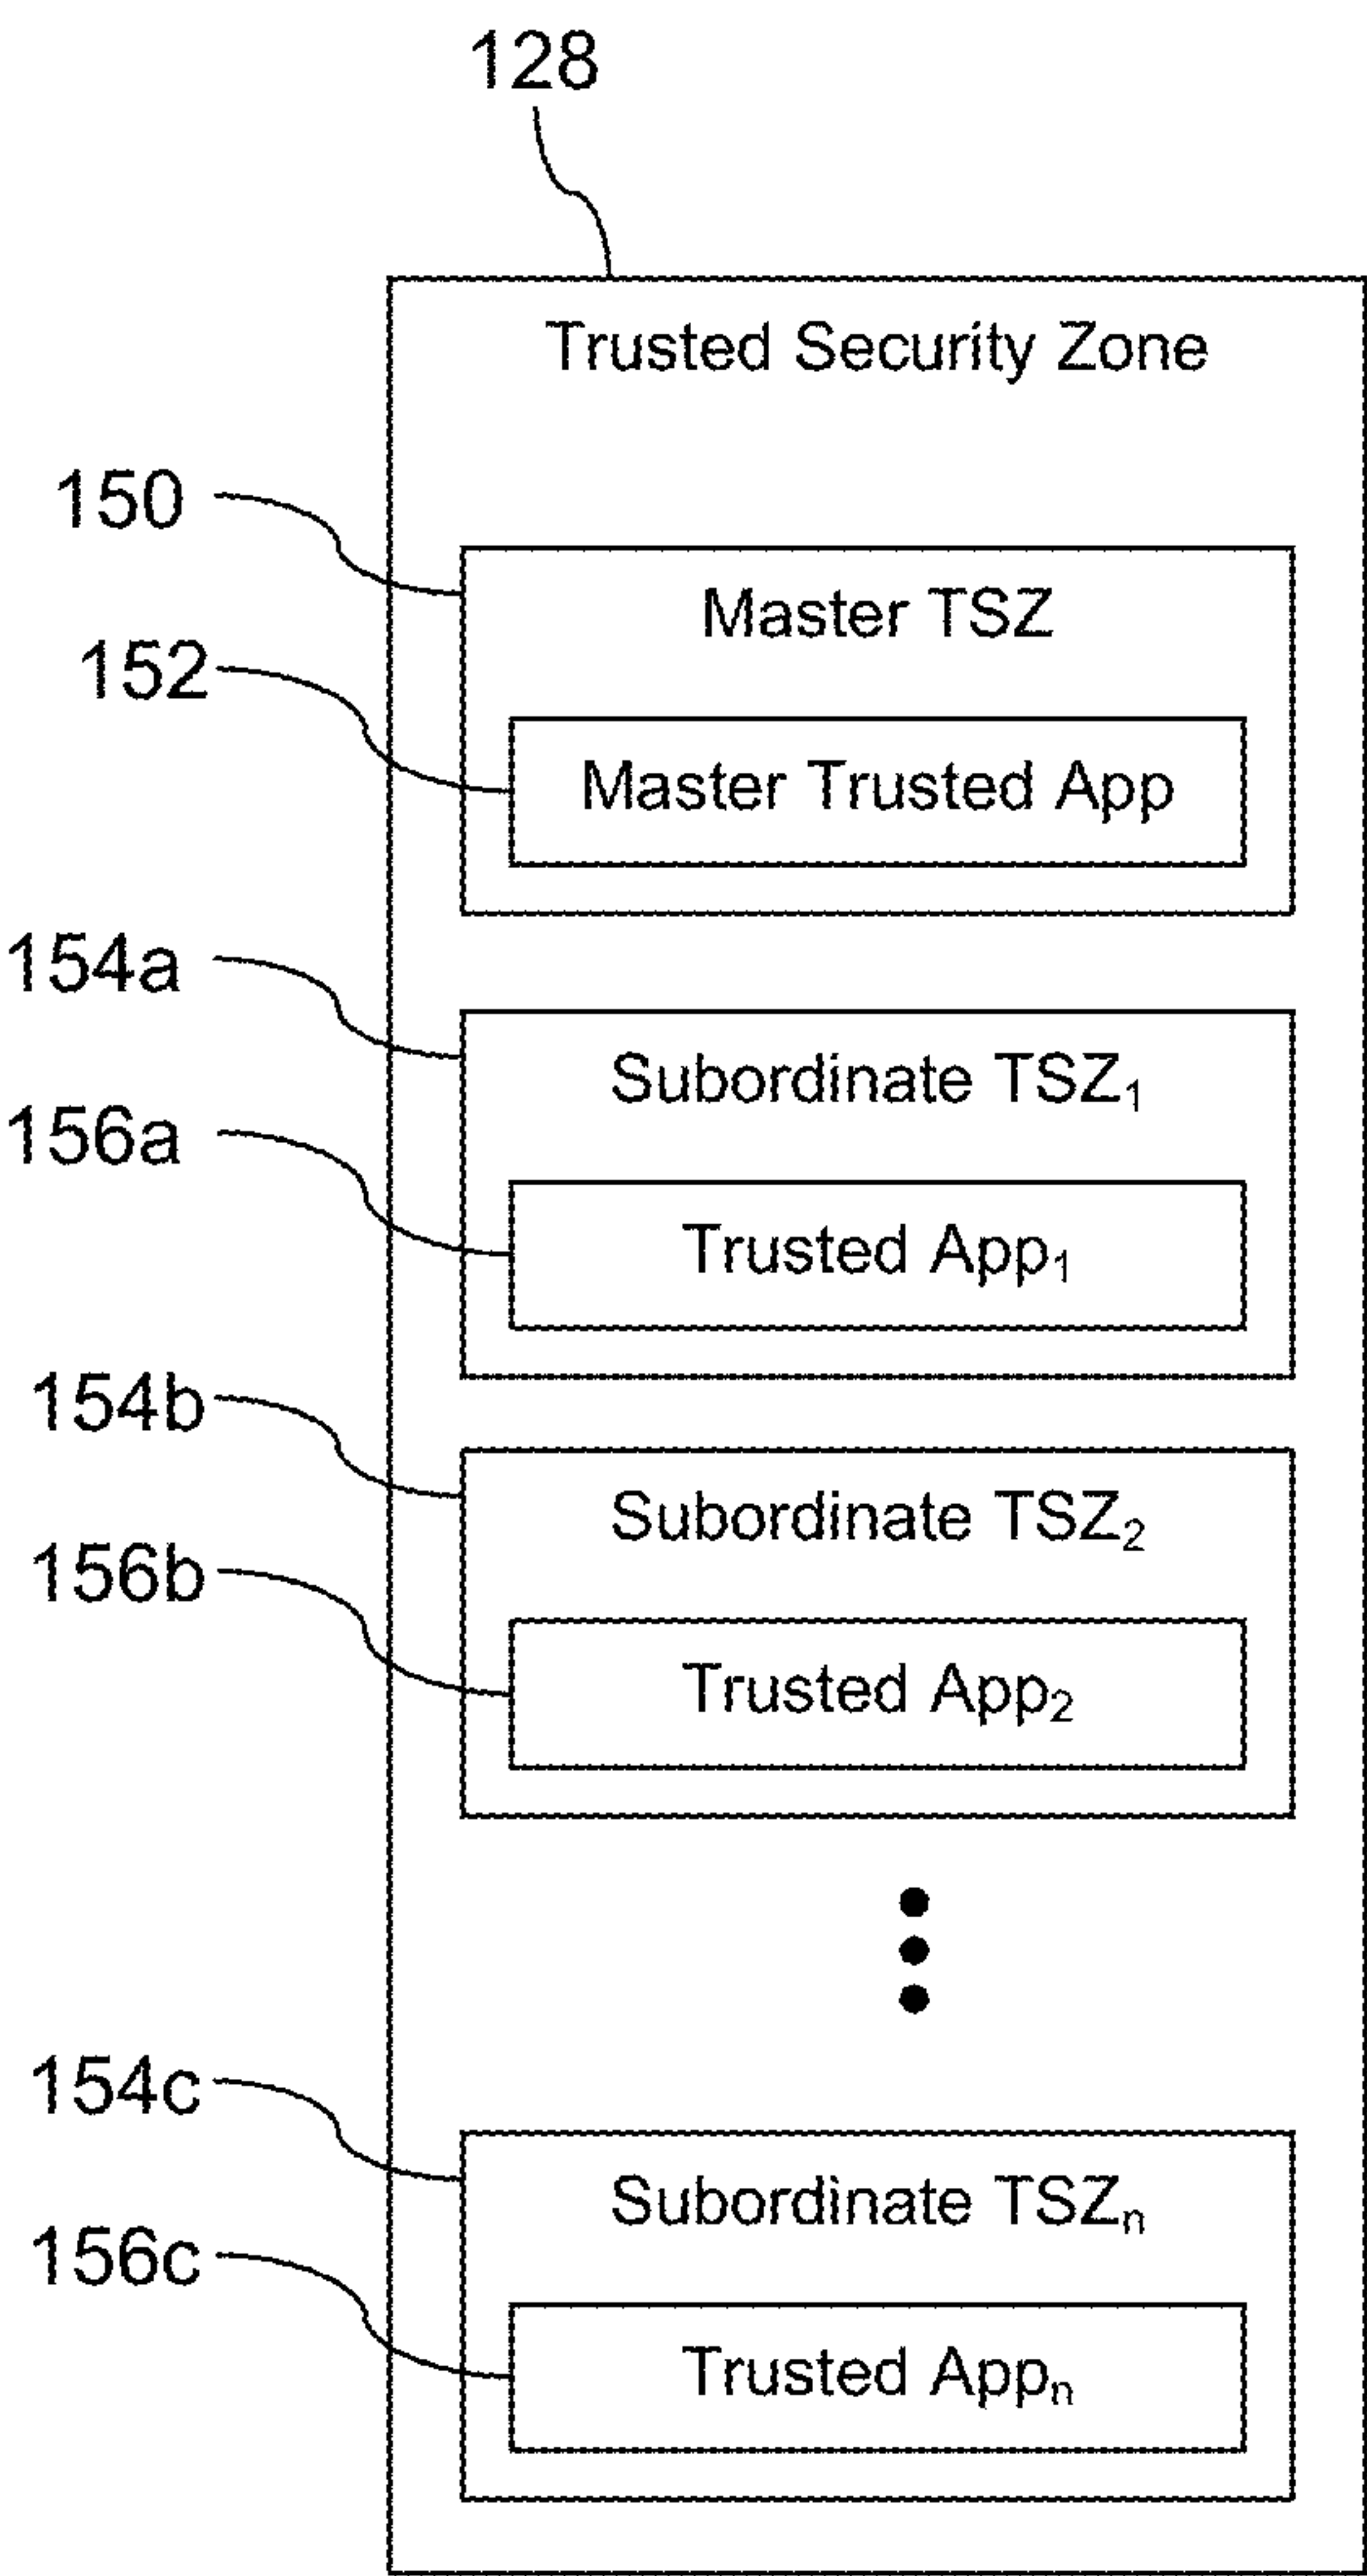 128
Trusted Security Zone
150
Master TSZ
152
Master Trusted App
154a
Subordinate TSZ₁
156a
Trusted App₁
154b
Subordinate TSZ₂
156b
Trusted App₂
154c
Subordinate TSZₙ
156c
Trusted Appₙ